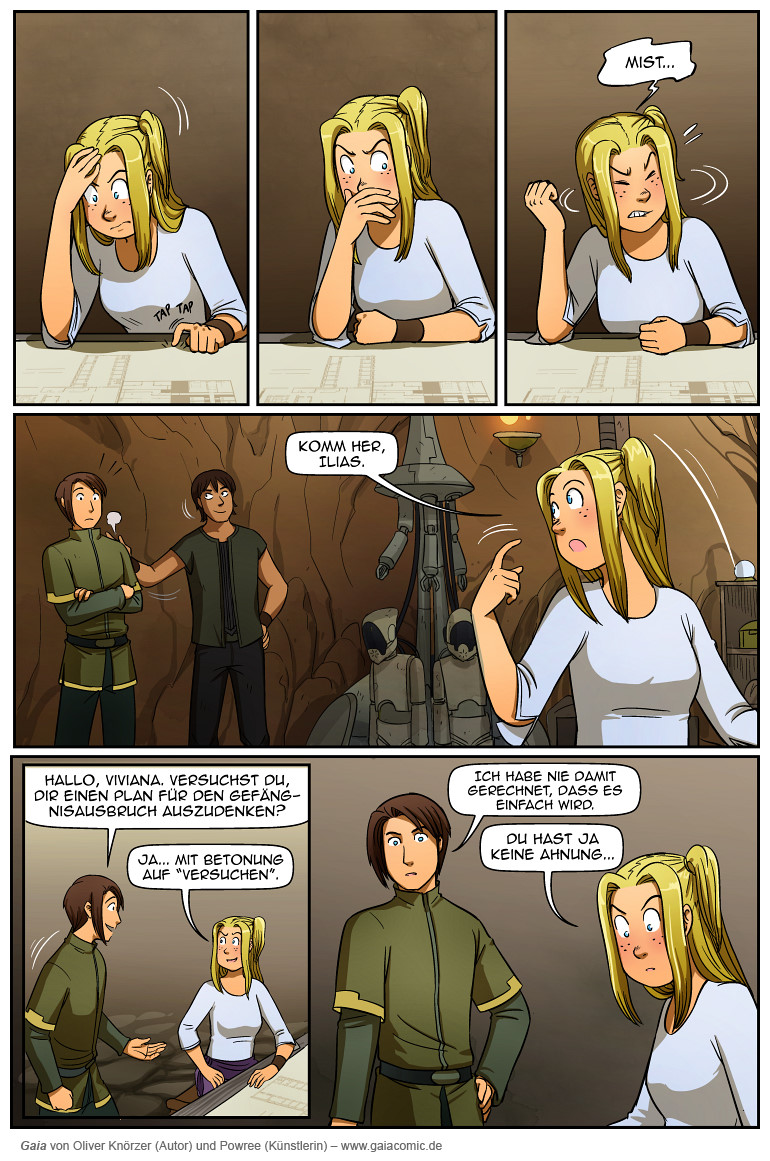 TAP TAP
MIST...
KOMM HER,
ILIAS.
HALLO, VIVIANA. VERSUCHST DU,
DIR EINEN PLAN FÜR DEN GEFÄNG-
NISAUSBRUCH AUSZUDENKEN?
JA... MIT BETONUNG
AUF "VERSUCHEN".
ICH HABE NIE DAMIT
GERECHNET, DASS ES
EINFACH WIRD.
DU HAST JA
KEINE AHNUNG...
Gaia von Oliver Knörzer (Autor) und Powree (Künstlerin) – www.gaiacomic.de